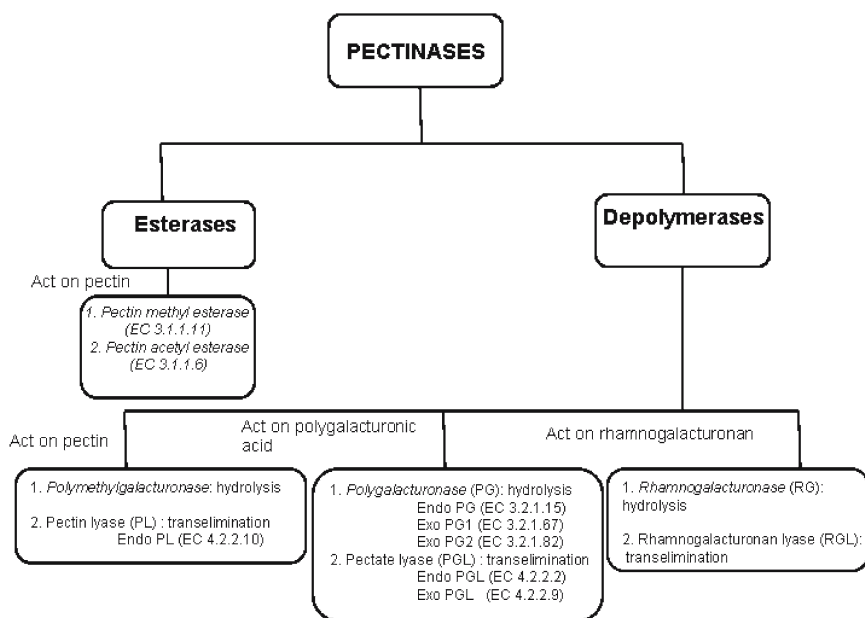 PECTINASES
Esterases
Depolymerases
Act on pectin
1. Pectin methyl esterase
(EC 3.1.1.11)
2. Pectin acetyl esterase
(EC 3.1.1.6)
Act on pectin
Act on polygalacturonic
acid
Act on rhamnogalacturonan
1. Polymethylgalacturonase: hydrolysis
2. Pectin lyase (PL) : transelimination
Endo PL (EC 4.2.2.10)
1. Polygalacturonase (PG): hydrolysis
Endo PG (EC 3.2.1.15)
Exo PG1 (EC 3.2.1.67)
Exo PG2 (EC 3.2.1.82)
2. Pectate lyase (PGL) : transelimination
Endo PGL (EC 4.2.2.2)
Exo PGL (EC 4.2.2.9)
1. Rhamnogalacturonase (RG):
hydrolysis
2. Rhamnogalacturonan lyase (RGL):
transelimination